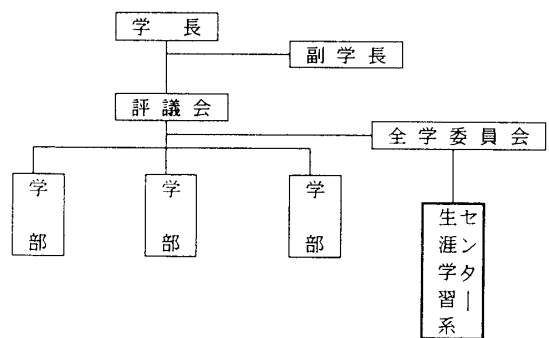 学長
副学長
評議会
全学委員会
学部
学部
学部
センター
生涯学習系